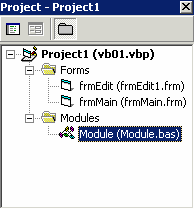 Project - Project1
Project1 (vb01.vbp)
Forms
frmEdit (frmEdit1.frm)
frmMain (frmMain.frm)
Modules
Module (Module.bas)